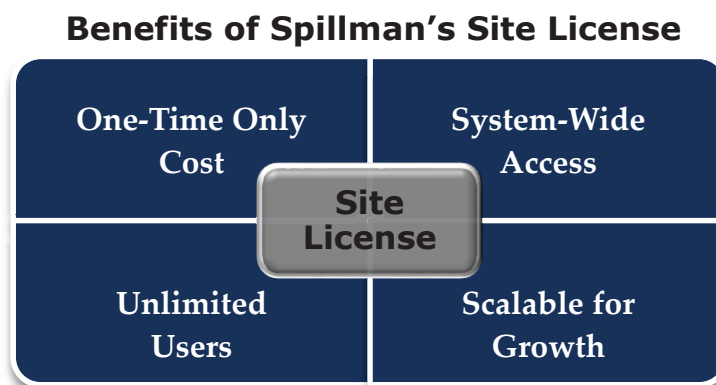 Benefits of Spillman's Site License
One-Time Only
Cost
System-Wide
Access
Site
License
Unlimited
Users
Scalable for
Growth